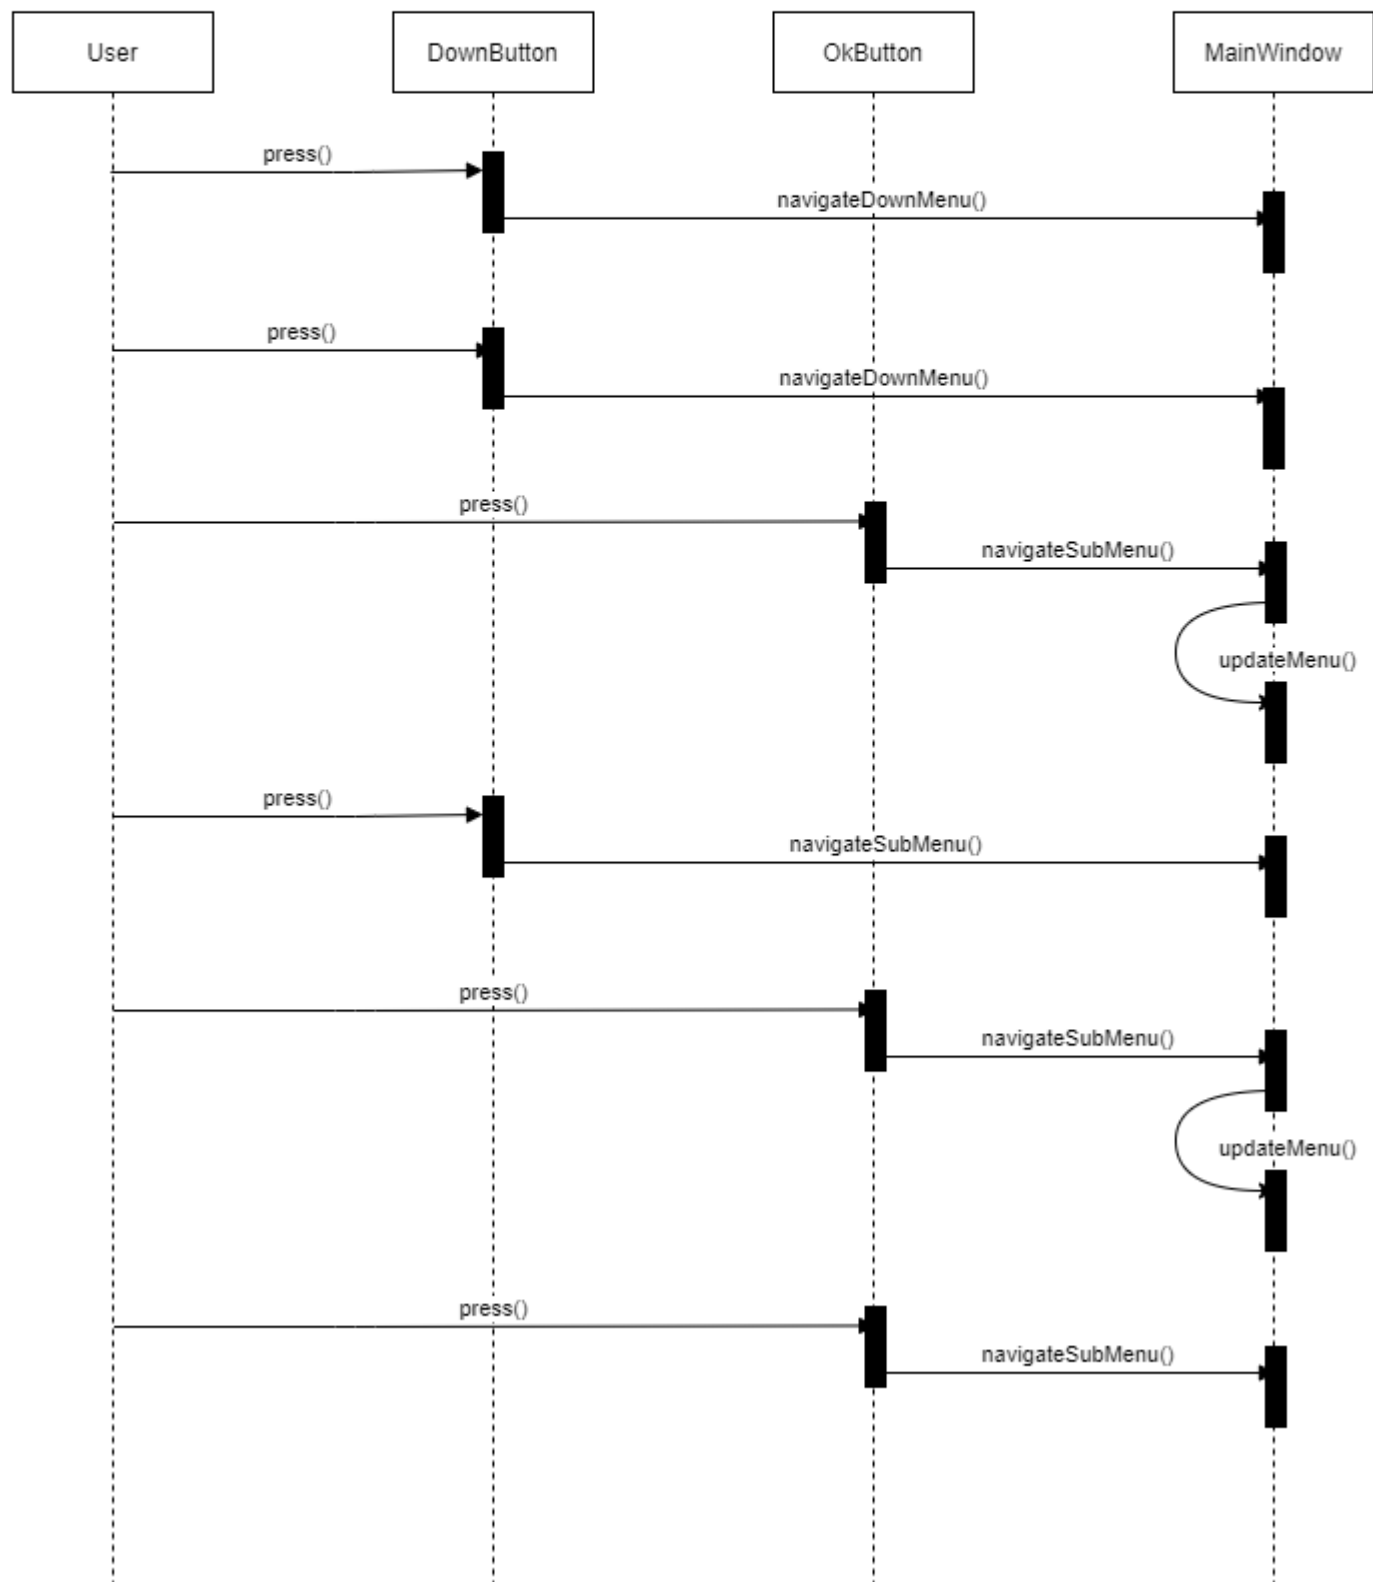 User
DownButton
OkButton
MainWindow
press()
navigateDownMenu()
press()
navigateDownMenu()
press()
navigateSubMenu()
updateMenu()
press()
navigateSubMenu()
press()
navigateSubMenu()
updateMenu()
press()
navigateSubMenu()